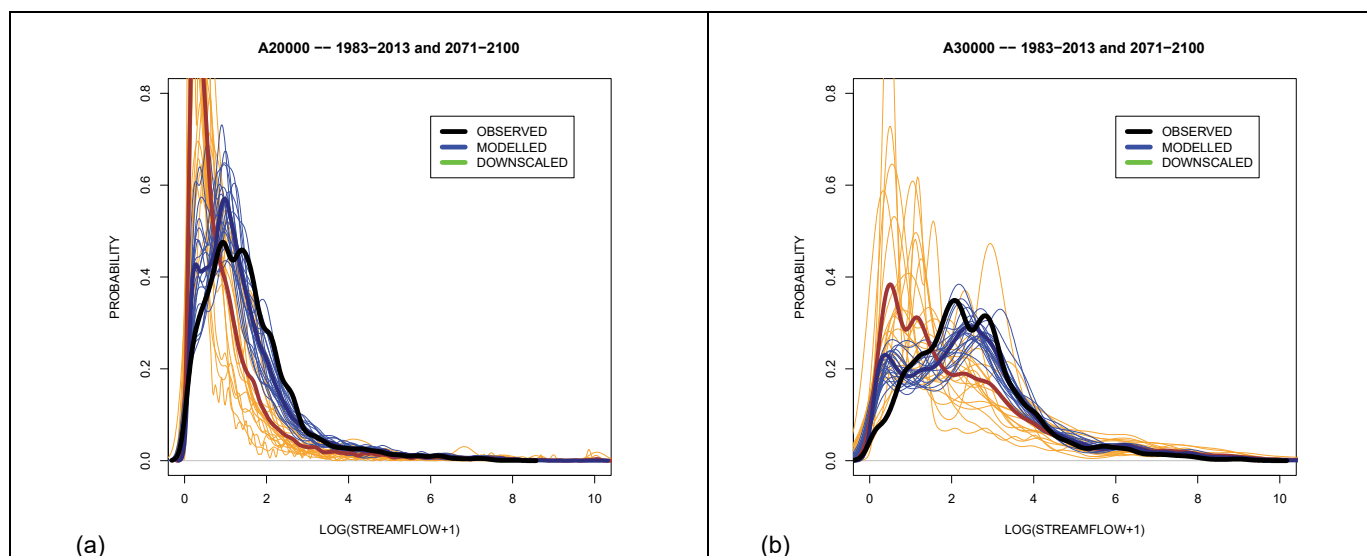 A20000 −− 1983−2013 and 2071−2100
0.8
0.6
0.4
0.2
0.0
PROBABILITY
OBSERVED
MODELLED
DOWNSCALED
0 2 4 6 8 10
LOG(STREAMFLOW+1)
(a)
A30000 −− 1983−2013 and 2071−2100
0.8
0.6
0.4
0.2
0.0
PROBABILITY
OBSERVED
MODELLED
DOWNSCALED
0 2 4 6 8 10
LOG(STREAMFLOW+1)
(b)